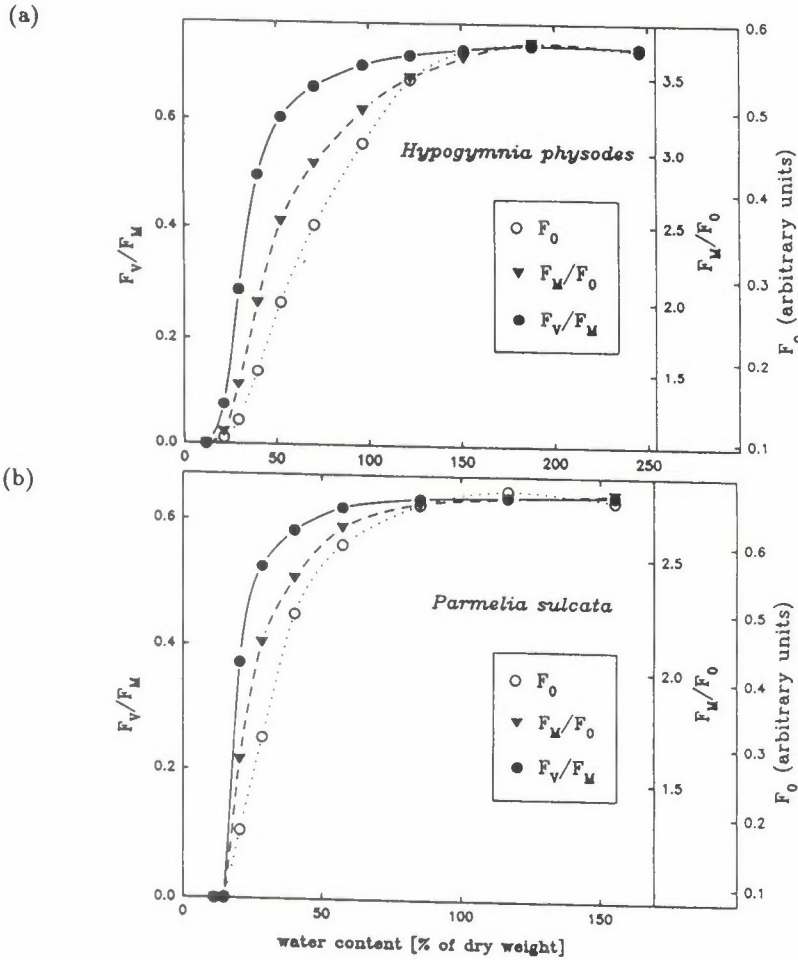 (a)
0.6
0.4
0.2
0.0
F_V/F_M
Hypogymnia physodes
F_0
F_M/F_0
F_V/F_M
3.5
3.0
2.5
2.0
1.5
F_M/F_0
0.6
0.5
0.4
0.3
0.2
0.1
F_0 (arbitrary units)
0 50 100 150 200 250
(b)
0.6
0.4
0.2
0.0
F_V/F_M
Parmelia sulcata
F_0
F_M/F_0
F_V/F_M
2.5
2.0
1.5
F_M/F_0
0.6
0.5
0.4
0.3
0.2
0.1
F_0 (arbitrary units)
0 50 100 150
water content [% of dry weight]